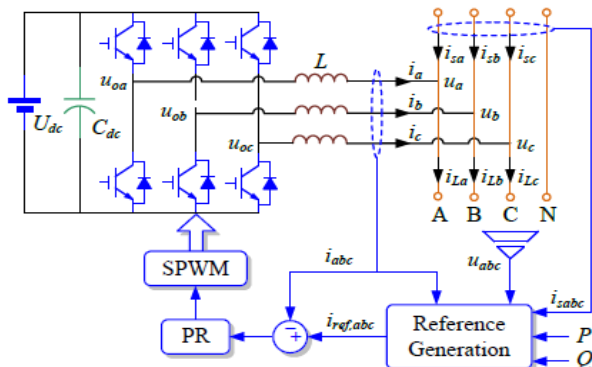 L
i_a
i_sa
i_sb
i_sc
u_oa
u_a
U_dc
C_dc
u_ob
i_b
u_b
u_oc
i_c
u_c
i_La
i_Lb
i_Lc
A B C N
SPWM
i_abc
u_abc
i_sabc
PR
− +
i_ref,abc
Reference
Generation
P
Q